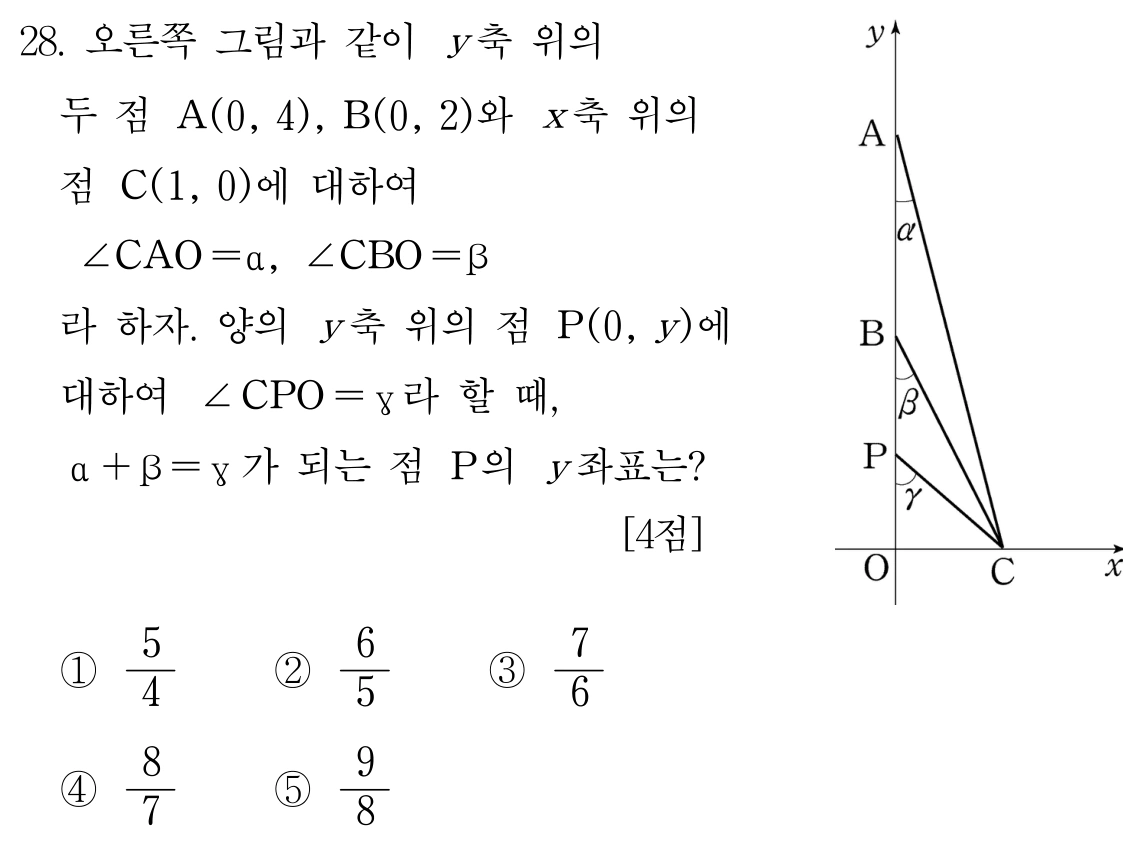 28. 오른쪽 그림과 같이 y축 위의
두 점 A(0, 4), B(0, 2)와 x축 위의
점 C(1, 0)에 대하여
∠CAO=α, ∠CBO=β
라 하자. 양의 y축 위의 점 P(0, y)에
대하여 ∠CPO=γ라 할 때,
α+β=γ가 되는 점 P의 y좌표는?
[4점]
① 5/4 ② 6/5 ③ 7/6
④ 8/7 ⑤ 9/8
y
A
α
B
β
P
γ
O C x